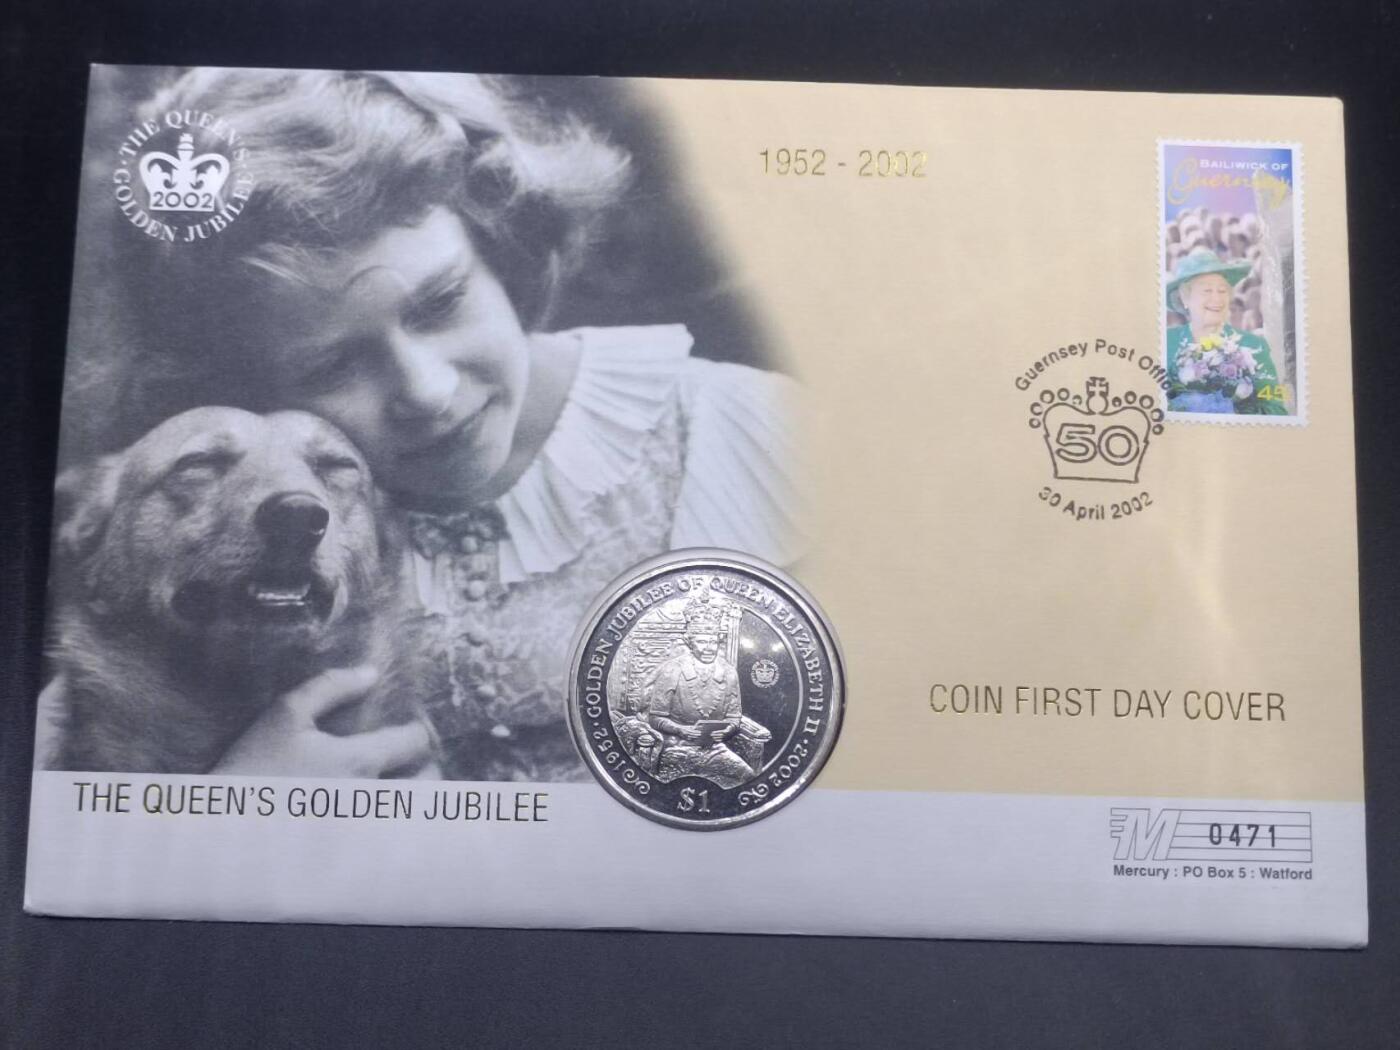 ·THE QUEEN'S GOLDEN JUBILEE·
2002
1952 - 2002
BAILIWICK OF
Guernsey
45
Guernsey Post Office
50
30 April 2002
1952 · GOLDEN JUBILEE OF QUEEN ELIZABETH II · 2002
$1
COIN FIRST DAY COVER
THE QUEEN'S GOLDEN JUBILEE
M 0471
Mercury : PO Box 5 : Watford